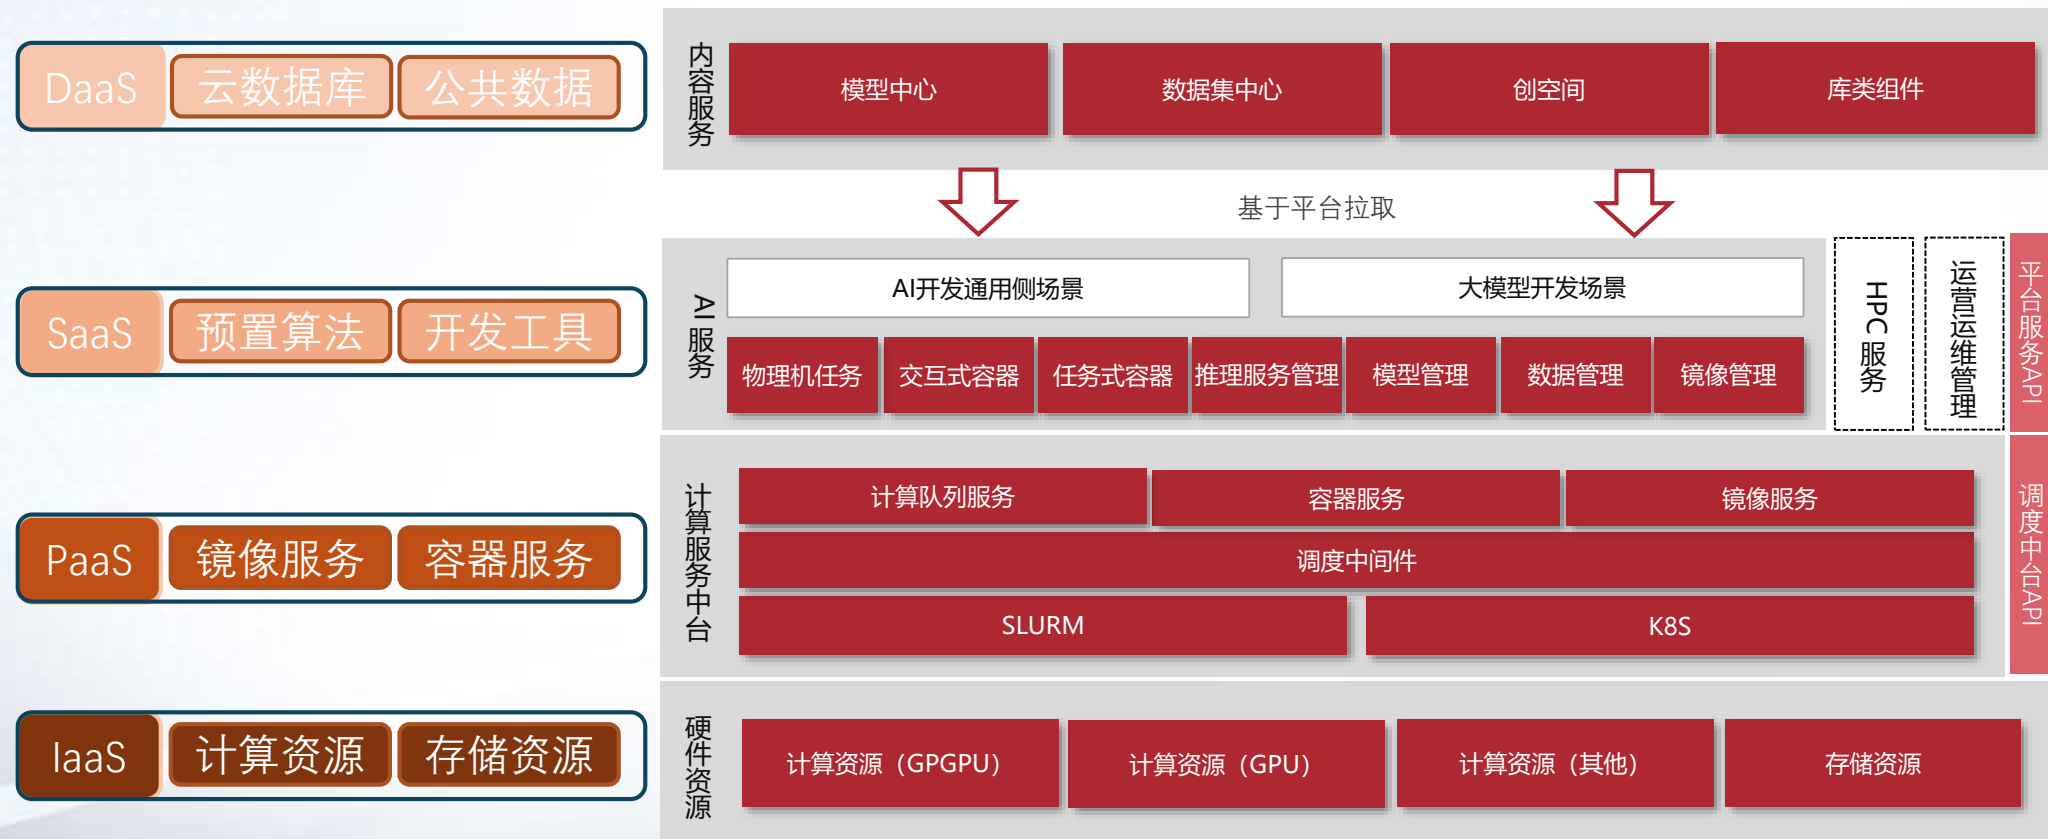 DaaS
云数据库
公共数据
SaaS
预置算法
开发工具
PaaS
镜像服务
容器服务
IaaS
计算资源
存储资源
内容服务
模型中心
数据集中心
创空间
库类组件
基于平台拉取
AI服务
AI开发通用侧场景
大模型开发场景
物理机任务
交互式容器
任务式容器
推理服务管理
模型管理
数据管理
镜像管理
HPC服务
运营运维管理
平台服务API
计算服务中台
计算队列服务
容器服务
镜像服务
调度中间件
SLURM
K8S
调度中台API
硬件资源
计算资源（GPGPU）
计算资源（GPU）
计算资源（其他）
存储资源